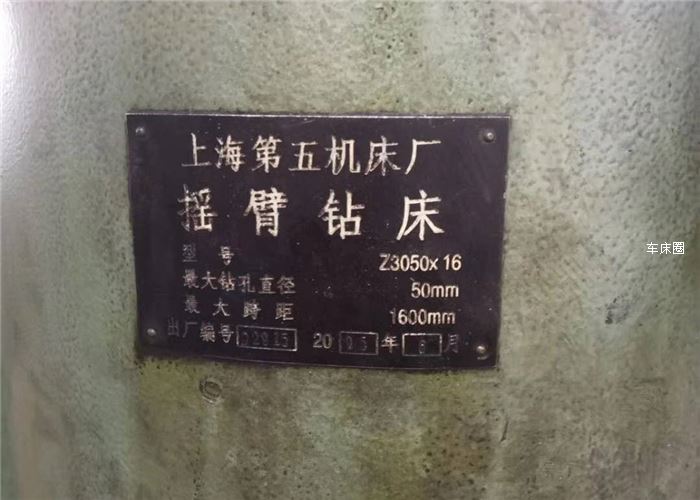 上海第五机床厂
摇臂钻床
型号 Z3050x16
最大钻孔直径 50mm
最大跨距 1600mm
出厂编号 20 年 月
车床圈